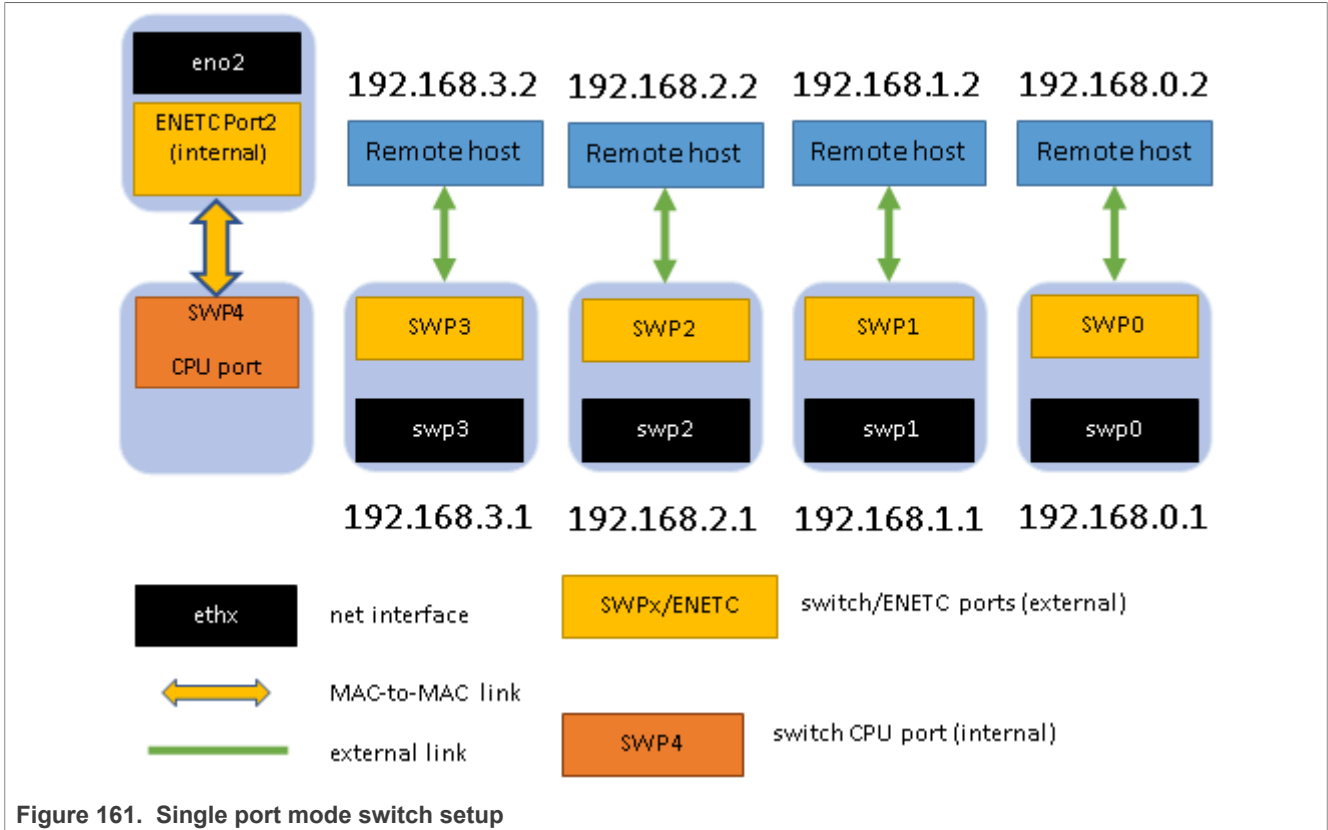 eno2
ENETC Port2
(internal)
192.168.3.2
192.168.2.2
192.168.1.2
192.168.0.2
Remote host
Remote host
Remote host
Remote host
SWP4
CPU port
SWP3
SWP2
SWP1
SWP0
swp3
swp2
swp1
swp0
192.168.3.1
192.168.2.1
192.168.1.1
192.168.0.1
ethx
net interface
SWPx/ENETC
switch/ENETC ports (external)
MAC-to-MAC link
external link
SWP4
switch CPU port (internal)
Figure 161. Single port mode switch setup